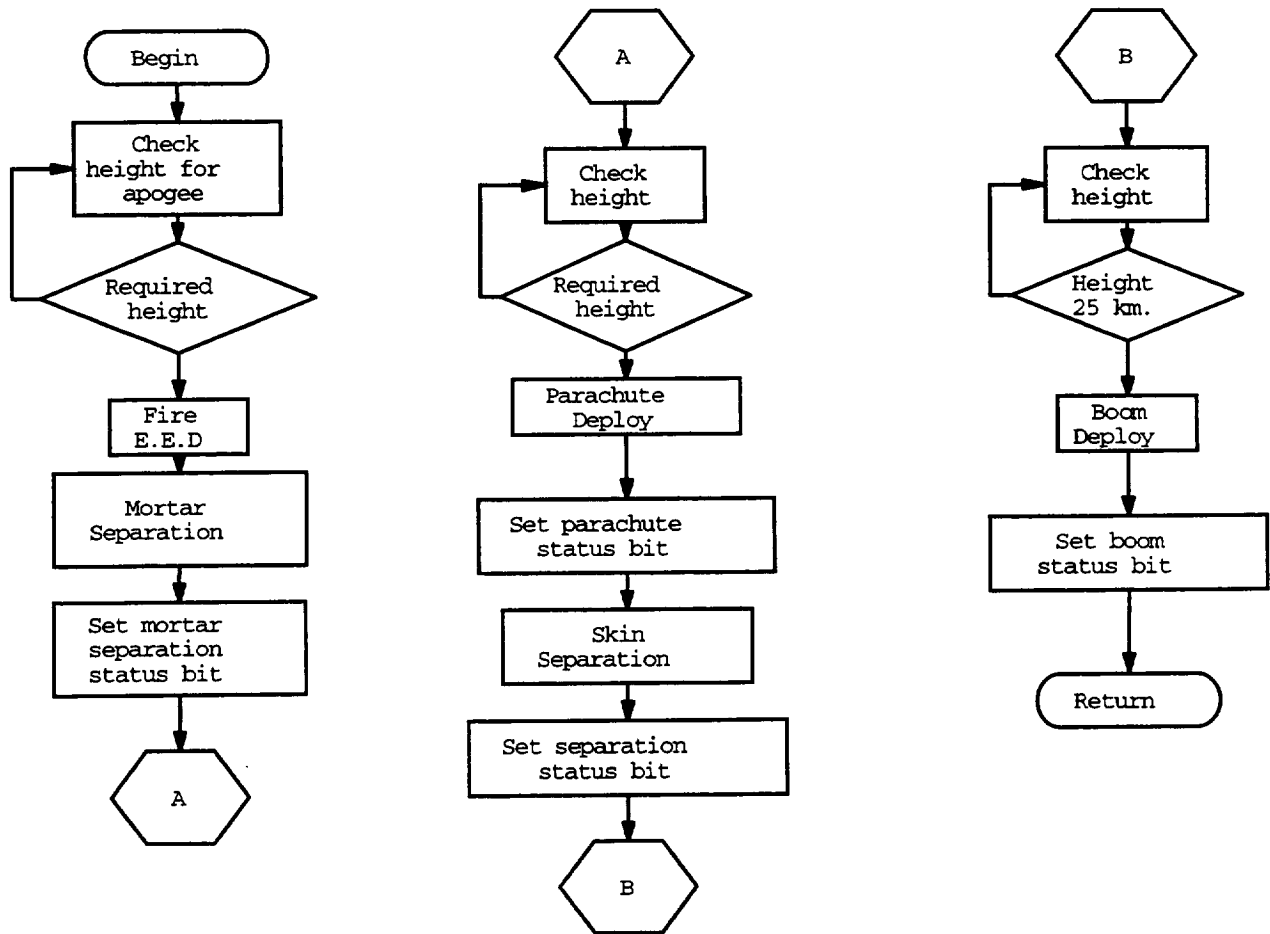 Begin
Check
height for
apogee
Required
height
Fire
E.E.D
Mortar
Separation
Set mortar
separation
status bit
A
A
Check
height
Required
height
Parachute
Deploy
Set parachute
status bit
Skin
Separation
Set separation
status bit
B
B
Check
height
Height
25 km.
Boom
Deploy
Set boom
status bit
Return